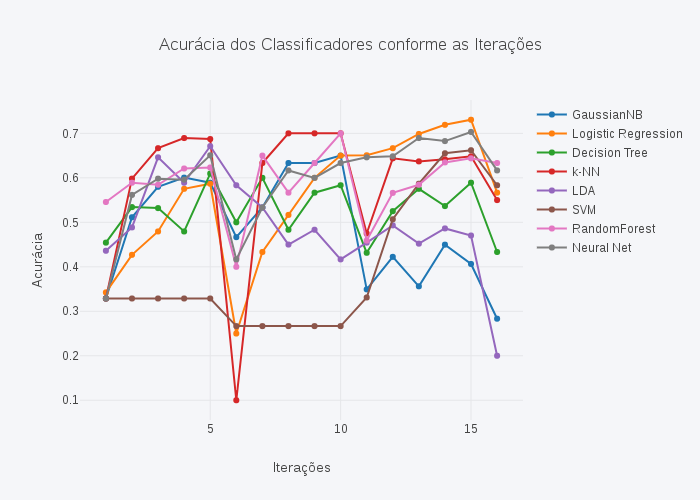 Acurácia dos Classificadores conforme as Iterações
GaussianNB
Logistic Regression
Decision Tree
k-NN
LDA
SVM
RandomForest
Neural Net
Acurácia
0.7
0.6
0.5
0.4
0.3
0.2
0.1
5 10 15
Iterações